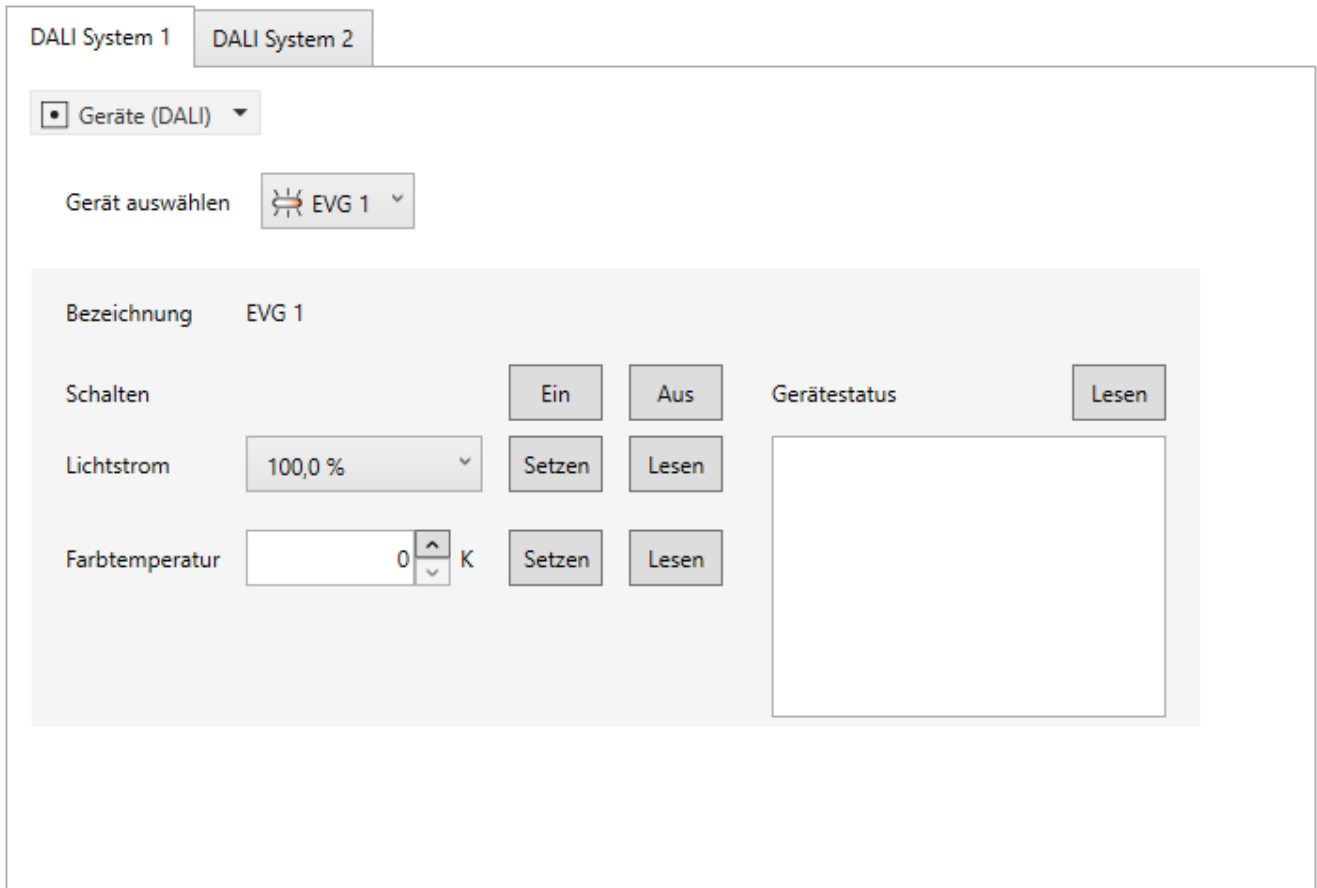 DALI System 1 DALI System 2
Geräte (DALI)
Gerät auswählen EVG 1
Bezeichnung EVG 1
Schalten Ein Aus Gerätestatus Lesen
Lichtstrom 100,0 % Setzen Lesen
Farbtemperatur 0 K Setzen Lesen